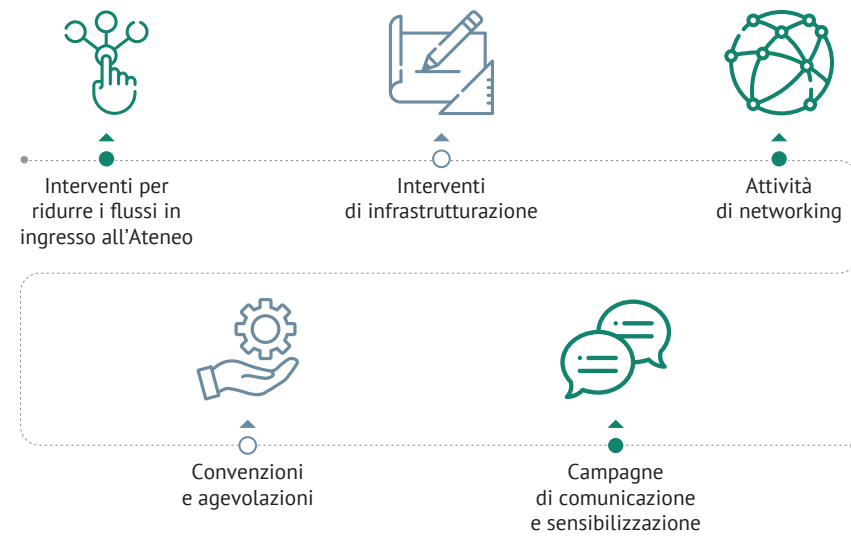 Interventi per
ridurre i flussi in
ingresso all'Ateneo
Interventi
di infrastrutturazione
Attività
di networking
Convenzioni
e agevolazioni
Campagne
di comunicazione
e sensibilizzazione